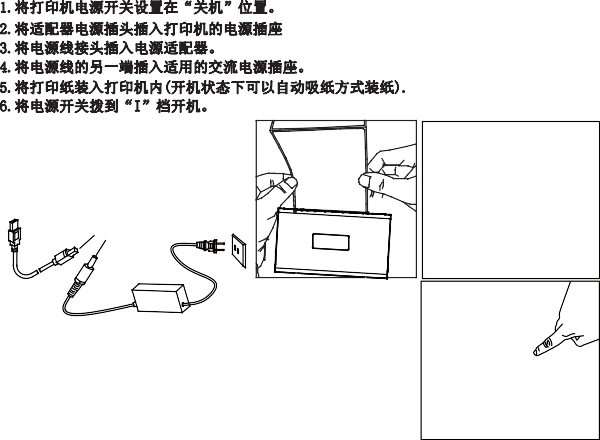 1.将打印机电源开关设置在“关机”位置。
2.将适配器电源插头插入打印机的电源插座
3.将电源线接头插入电源适配器。
4.将电源线的另一端插入适用的交流电源插座。
5.将打印纸装入打印机内(开机状态下可以自动吸纸方式装纸).
6.将电源开关拨到“I”档开机。